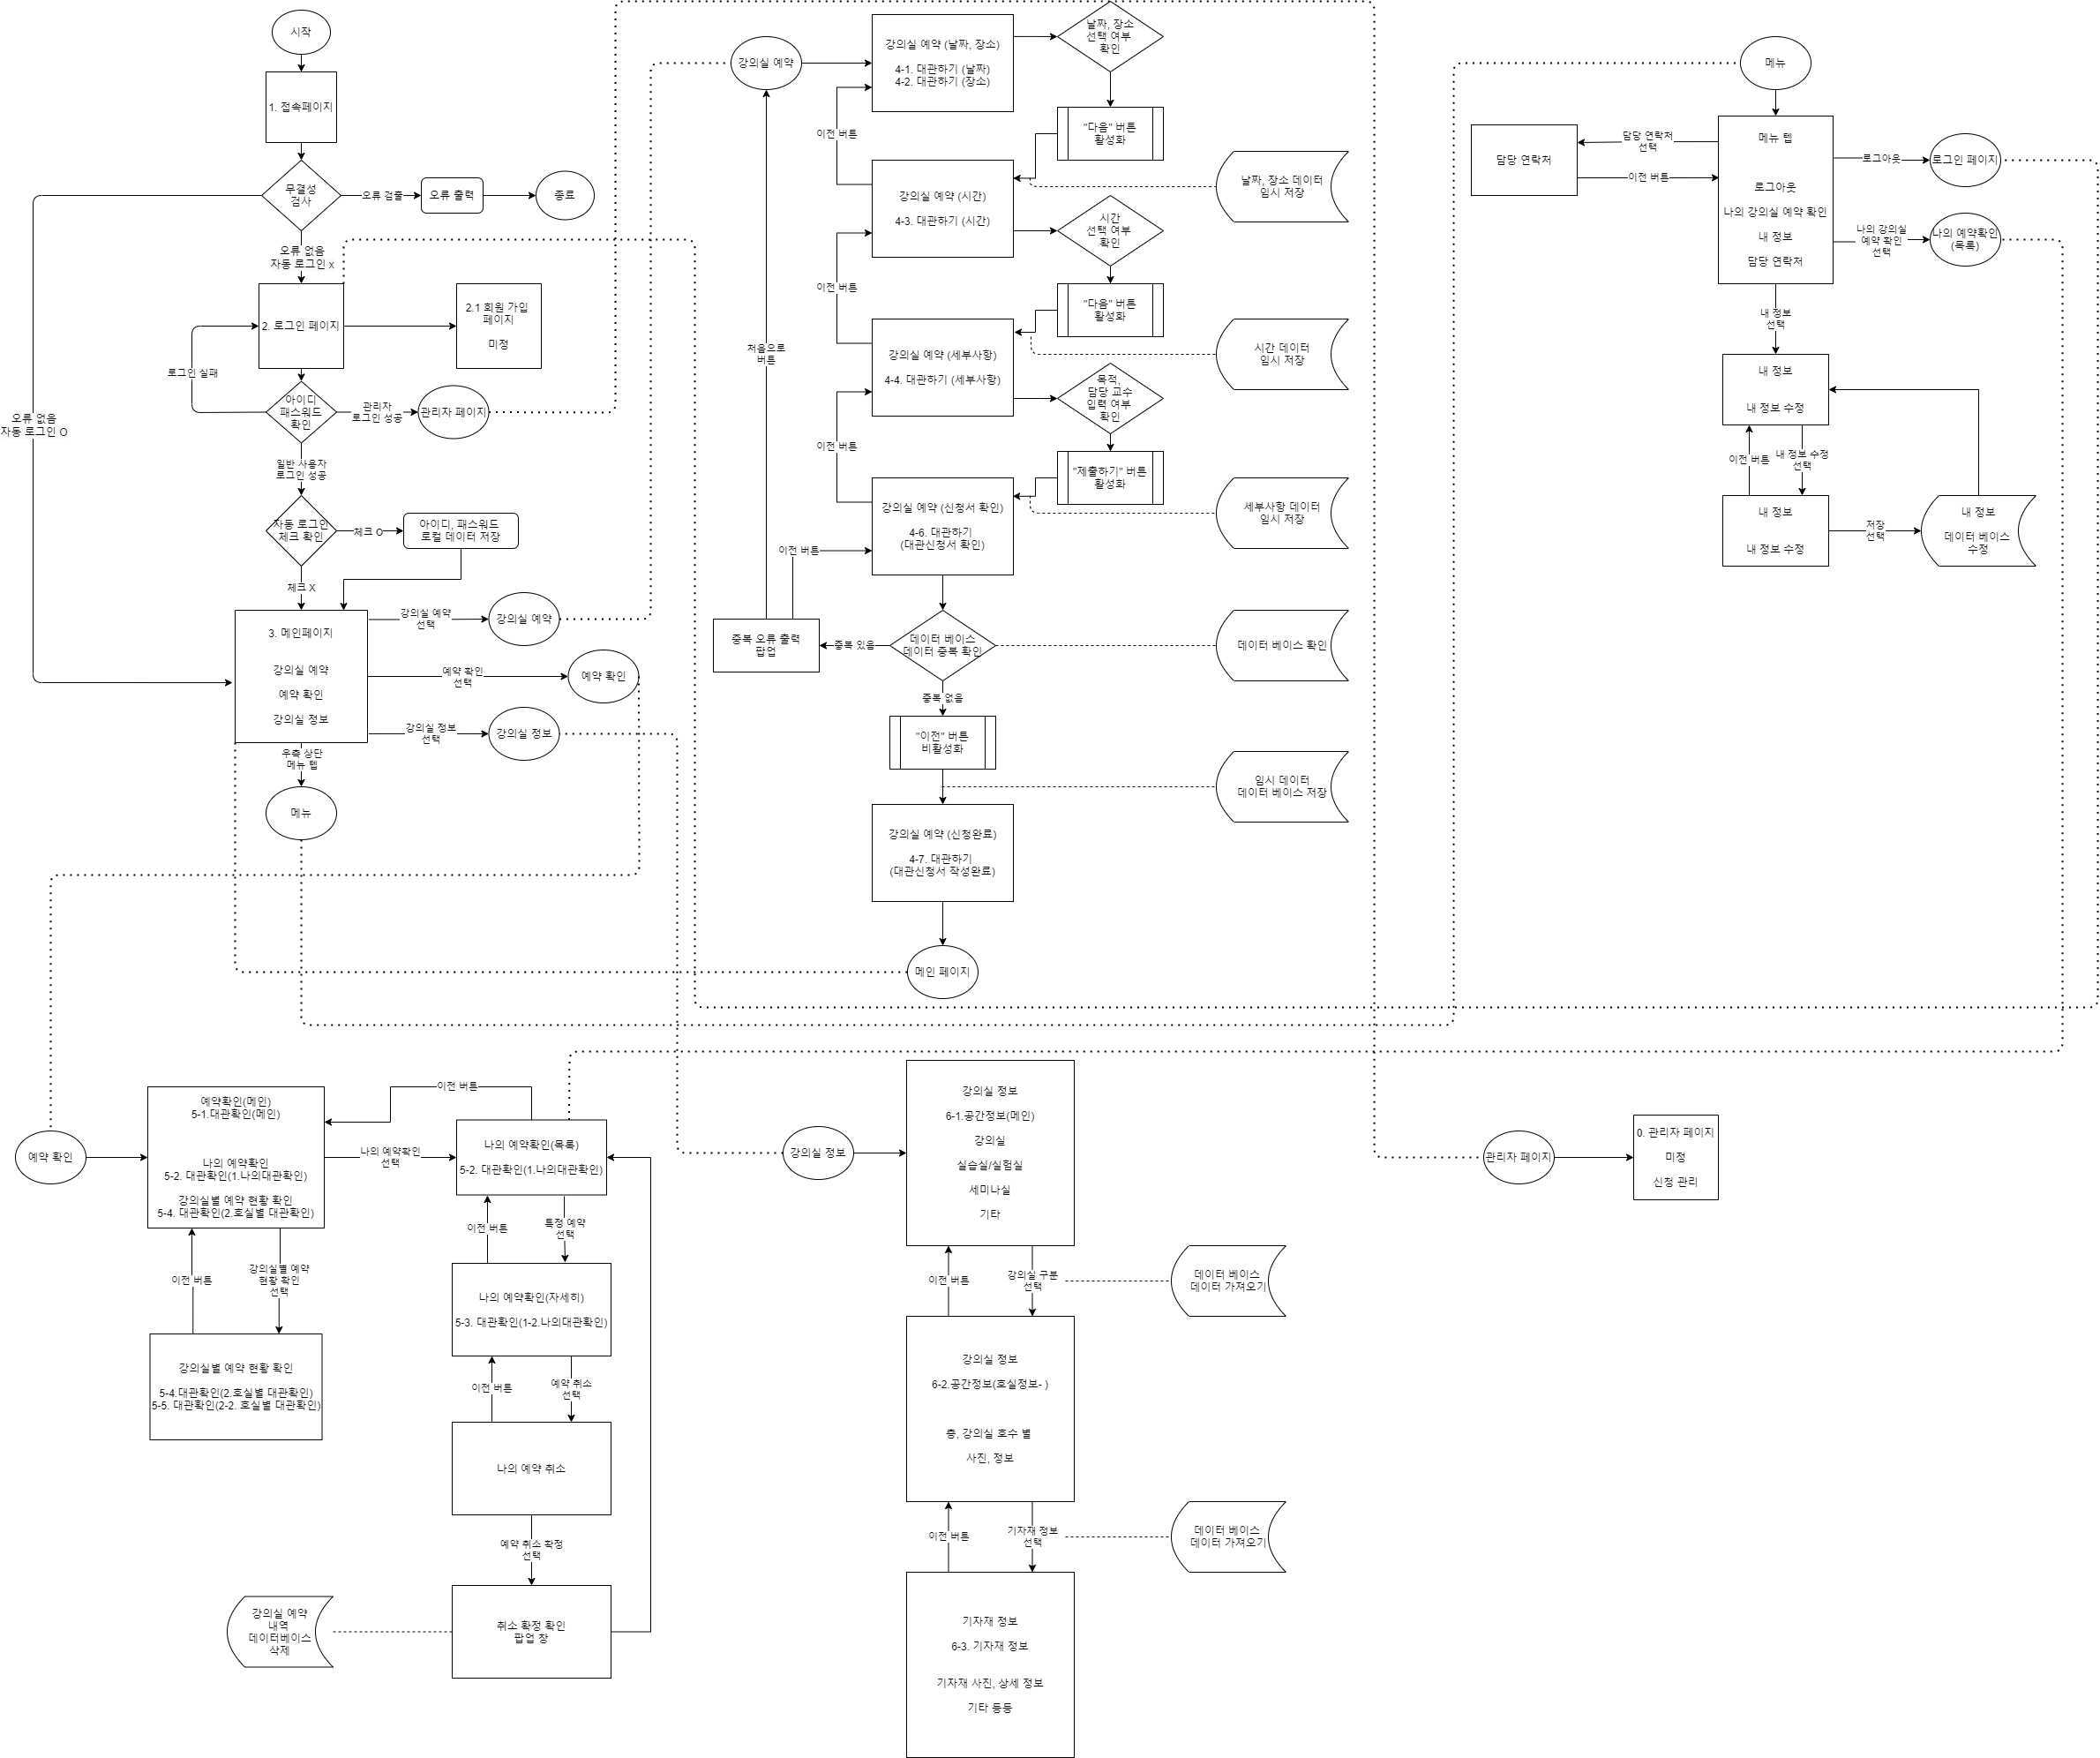 시작
1. 접속페이지
무결성
검사
오류 검출
오류 출력
종료
오류 없음
자동 로그인 x
오류 없음
자동 로그인 O
2. 로그인 페이지
2.1 회원 가입
페이지
미정
로그인 실패
아이디
패스워드
확인
관리자
로그인 성공
관리자 페이지
일반 사용자
로그인 성공
자동 로그인
체크 확인
체크 O
아이디, 패스워드
로컬 데이터 저장
체크 X
3. 메인페이지
강의실 예약
예약 확인
강의실 정보
강의실 예약
선택
강의실 예약
예약 확인
선택
예약 확인
강의실 정보
선택
강의실 정보
우측 상단
메뉴 텝
메뉴
강의실 예약
강의실 예약 (날짜, 장소)
4-1. 대관하기 (날짜)
4-2. 대관하기 (장소)
날짜, 장소
선택 여부
확인
"다음" 버튼
활성화
이전 버튼
날짜, 장소 데이터
임시 저장
강의실 예약 (시간)
4-3. 대관하기 (시간)
시간
선택 여부
확인
"다음" 버튼
활성화
이전 버튼
시간 데이터
임시 저장
처음으로
버튼
강의실 예약 (세부사항)
4-4. 대관하기 (세부사항)
목적,
담당 교수
입력 여부
확인
"제출하기" 버튼
활성화
이전 버튼
세부사항 데이터
임시 저장
강의실 예약 (신청서 확인)
4-6. 대관하기
(대관신청서 확인)
이전 버튼
중복 오류 출력
팝업
중복 있음
데이터 베이스
데이터 중복 확인
데이터 베이스 확인
중복 없음
"이전" 버튼
비활성화
임시 데이터
데이터 베이스 저장
강의실 예약 (신청완료)
4-7. 대관하기
(대관신청서 작성완료)
메인 페이지
메뉴
담당 연락처
담당 연락처
선택
이전 버튼
메뉴 텝
로그아웃
나의 강의실 예약 확인
내 정보
담당 연락처
로그아웃
로그인 페이지
나의 강의실
예약 확인
선택
나의 예약확인
(목록)
내 정보
선택
내 정보
내 정보 수정
이전 버튼
내 정보 수정
선택
내 정보
내 정보 수정
저장
선택
내 정보
데이터 베이스
수정
예약 확인
예약확인(메인)
5-1.대관확인(메인)
나의 예약확인
5-2. 대관확인(1.나의대관확인)
강의실별 예약 현황 확인
5-4. 대관확인(2.호실별 대관확인)
이전 버튼
나의 예약확인
선택
나의 예약확인(목록)
5-2. 대관확인(1.나의대관확인)
이전 버튼
강의실별 예약
현황 확인
선택
강의실별 예약 현황 확인
5-4.대관확인(2.호실별 대관확인)
5-5. 대관확인(2-2. 호실별 대관확인)
이전 버튼
특정 예약
선택
나의 예약확인(자세히)
5-3. 대관확인(1-2.나의대관확인)
이전 버튼
예약 취소
선택
나의 예약 취소
예약 취소 확정
선택
취소 확정 확인
팝업 창
강의실 예약
내역
데이터베이스
삭제
강의실 정보
강의실 정보
6-1.공간정보(메인)
강의실
실습실/실험실
세미나실
기타
이전 버튼
강의실 구분
선택
데이터 베이스
데이터 가져오기
강의실 정보
6-2.공간정보(호실정보- )
층, 강의실 호수 별
사진, 정보
이전 버튼
기자재 정보
선택
데이터 베이스
데이터 가져오기
기자재 정보
6-3. 기자재 정보
기자재 사진, 상세 정보
기타 등등
관리자 페이지
0. 관리자 페이지
미정
신청 관리